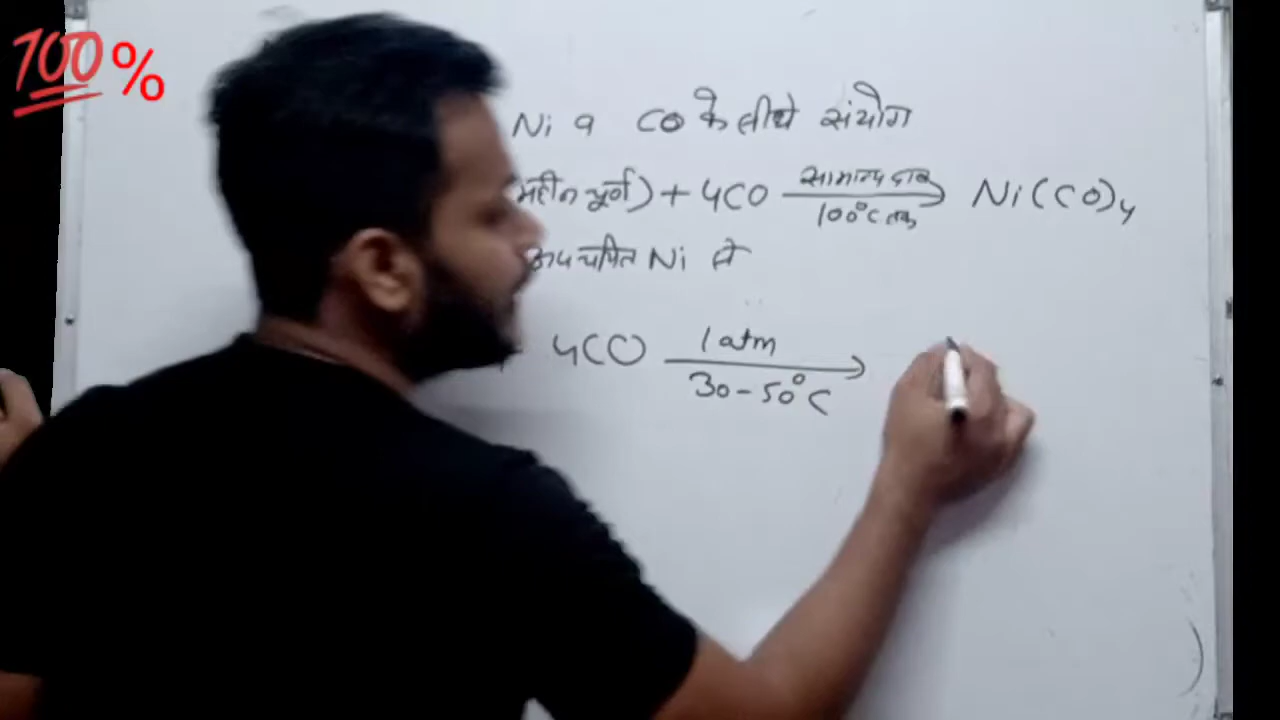 100%
Ni व CO के सीधे संयोग
महीन चूर्ण) + 4CO सामान्य दाब 100°C तक → Ni(CO)4
अपचयित Ni से
4CO 1 atm 30-50°C →
)